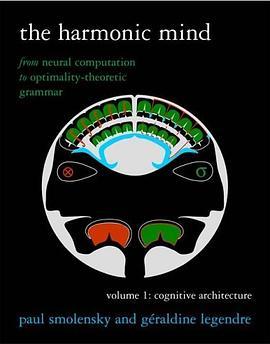 the harmonic mind
from neural computation
to optimality-theoretic
grammar
σ
volume 1: cognitive architecture
paul smolensky and géraldine legendre